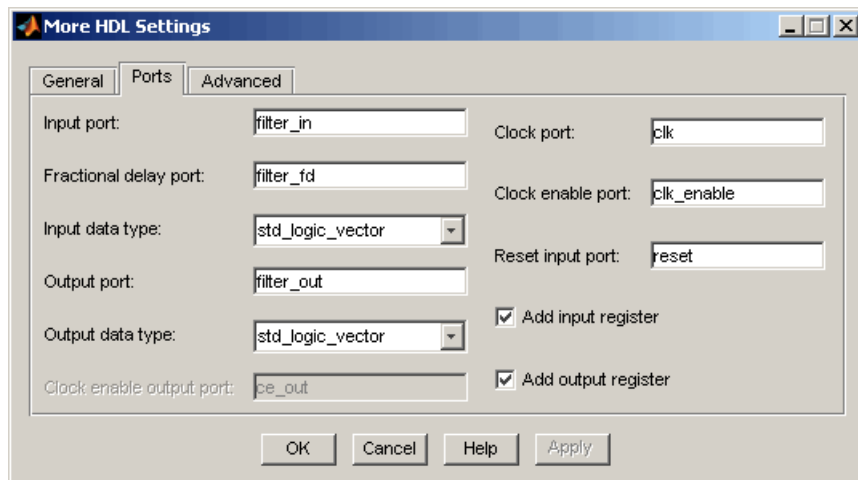 More HDL Settings
General Ports Advanced
Input port: filter_in
Fractional delay port: filter_fd
Input data type: std_logic_vector
Output port: filter_out
Output data type: std_logic_vector
Clock enable output port: ce_out
Clock port: clk
Clock enable port: clk_enable
Reset input port: reset
Add input register
Add output register
OK Cancel Help Apply